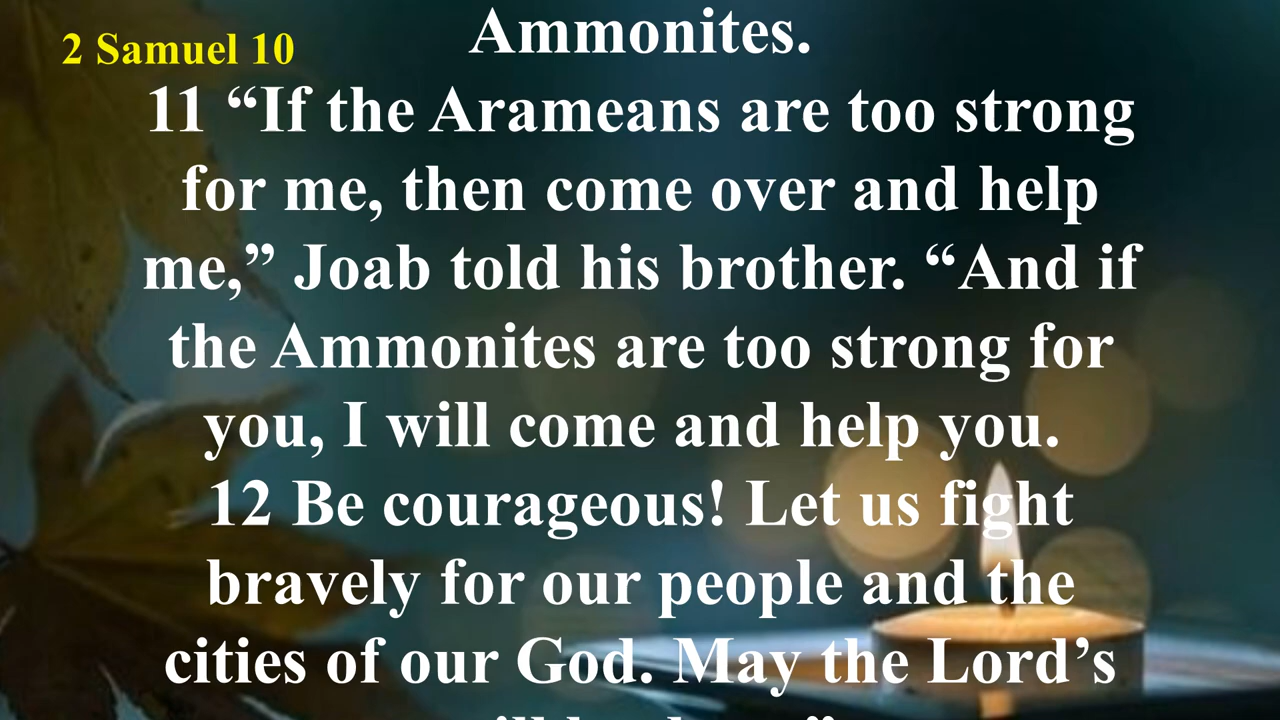 2 Samuel 10
Ammonites.
11 “If the Arameans are too strong
for me, then come over and help
me,” Joab told his brother. “And if
the Ammonites are too strong for
you, I will come and help you.
12 Be courageous! Let us fight
bravely for our people and the
cities of our God. May the Lord’s